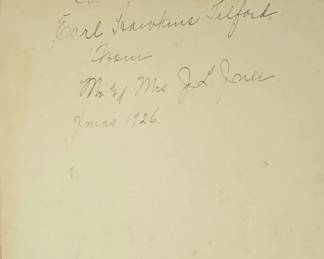 Earl Hawkins Tilford.
From
Mr & Mrs J L Jones
Xmas 1926